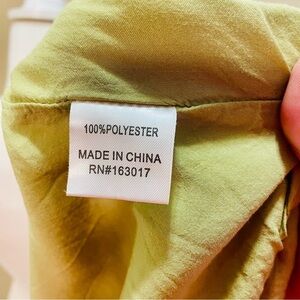 100%POLYESTER
MADE IN CHINA
RN#163017